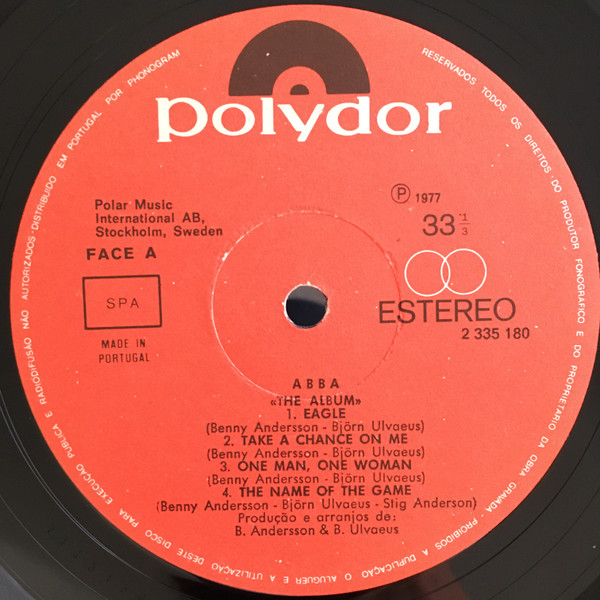 polydor
Polar Music
International AB,
Stockholm, Sweden
FACE A
SPA
MADE IN
PORTUGAL
Ⓟ 1977
33 1/3
ESTEREO
2 335 180
ABBA
«THE ALBUM»
1. EAGLE
(Benny Andersson - Björn Ulvaeus)
2. TAKE A CHANCE ON ME
(Benny Andersson - Björn Ulvaeus)
3. ONE MAN, ONE WOMAN
(Benny Andersson - Björn Ulvaeus)
4. THE NAME OF THE GAME
(Benny Andersson - Björn Ulvaeus - Stig Anderson)
Produção e arranjos de:
B. Andersson & B. Ulvaeus
RESERVADOS TODOS OS DIREITOS · DO PRODUTOR FONOGRÁFICO E DO PROPRIETÁRIO DA OBRA GRAVADA · PROIBIDOS A DUPLICAÇÃO O ALUGUER E A UTILIZAÇÃO DESTE DISCO PARA EXECUÇÃO PÚBLICA E RADIODIFUSÃO NÃO AUTORIZADOS · DISTRIBUÍDO EM PORTUGAL POR PHONOGRAM